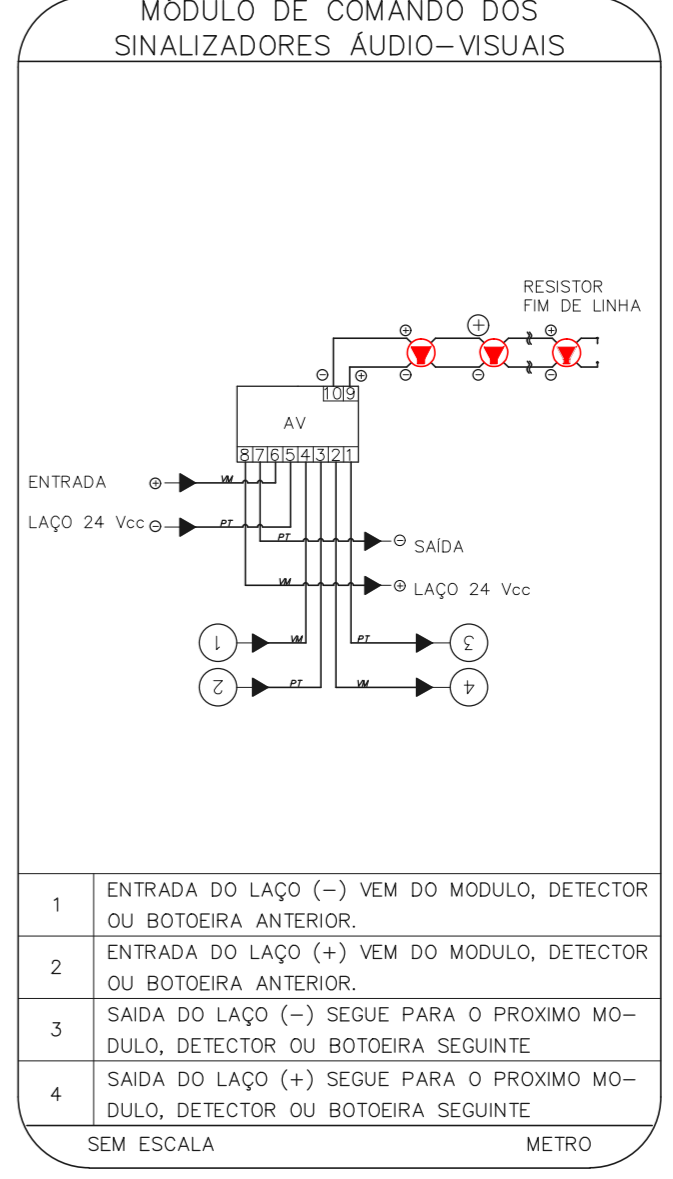 MÓDULO DE COMANDO DOS
SINALIZADORES ÁUDIO-VISUAIS
RESISTOR
FIM DE LINHA
+ + +
- + - - -
10 9
AV
8 7 6 5 4 3 2 1
ENTRADA + VM
LAÇO 24 Vcc - PT
PT - SAÍDA
VM + LAÇO 24 Vcc
1 VM PT 3
2 PT VM 4
1 ENTRADA DO LAÇO (-) VEM DO MODULO, DETECTOR
OU BOTOEIRA ANTERIOR.
2 ENTRADA DO LAÇO (+) VEM DO MODULO, DETECTOR
OU BOTOEIRA ANTERIOR.
3 SAIDA DO LAÇO (-) SEGUE PARA O PROXIMO MO-
DULO, DETECTOR OU BOTOEIRA SEGUINTE
4 SAIDA DO LAÇO (+) SEGUE PARA O PROXIMO MO-
DULO, DETECTOR OU BOTOEIRA SEGUINTE
SEM ESCALA METRO